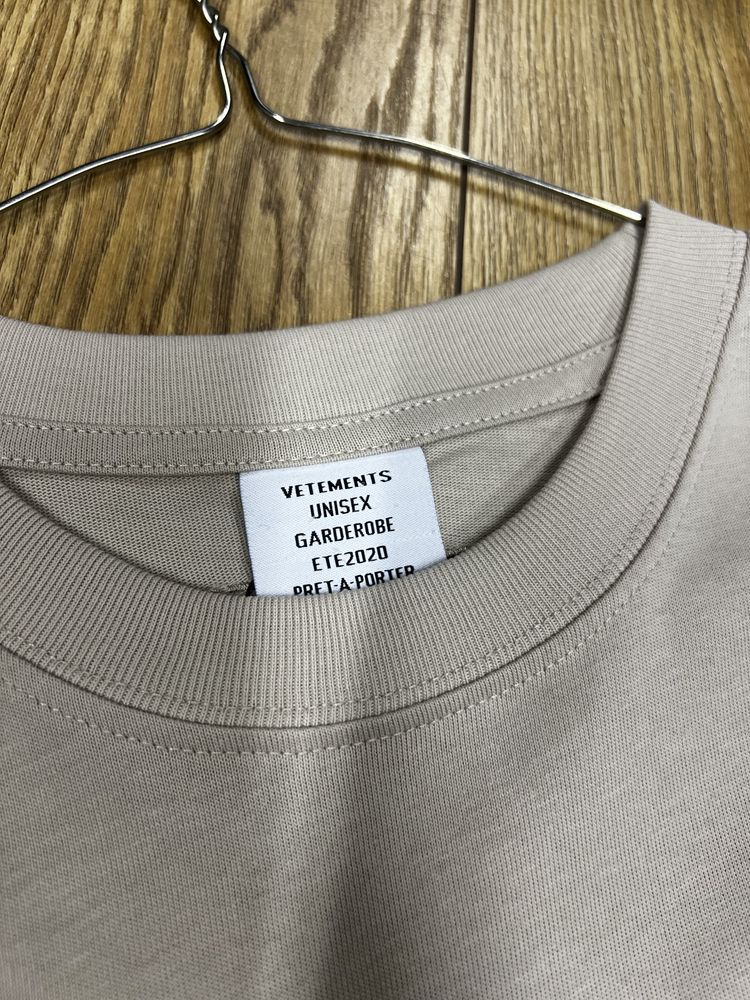 VETEMENTS
UNISEX
GARDEROBE
ETE2020
PRET-A-PORTER